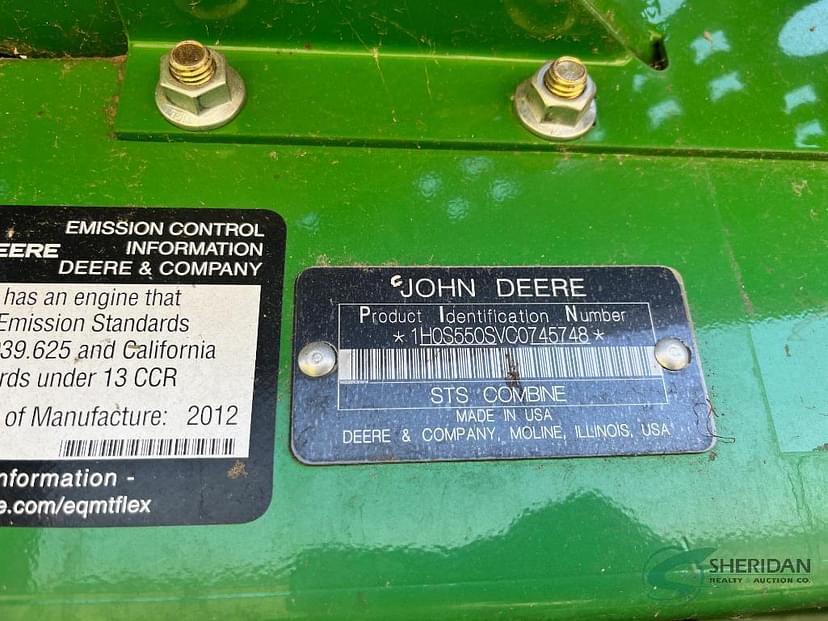 EMISSION CONTROL
DEERE INFORMATION
DEERE & COMPANY
has an engine that
Emission Standards
039.625 and California
rds under 13 CCR
of Manufacture: 2012
nformation -
e.com/eqmtflex
JOHN DEERE
Product Identification Number
*1H0S550SVC0745748*
STS COMBINE
MADE IN USA
DEERE & COMPANY, MOLINE, ILLINOIS, USA
SHERIDAN
REALTY & AUCTION CO.